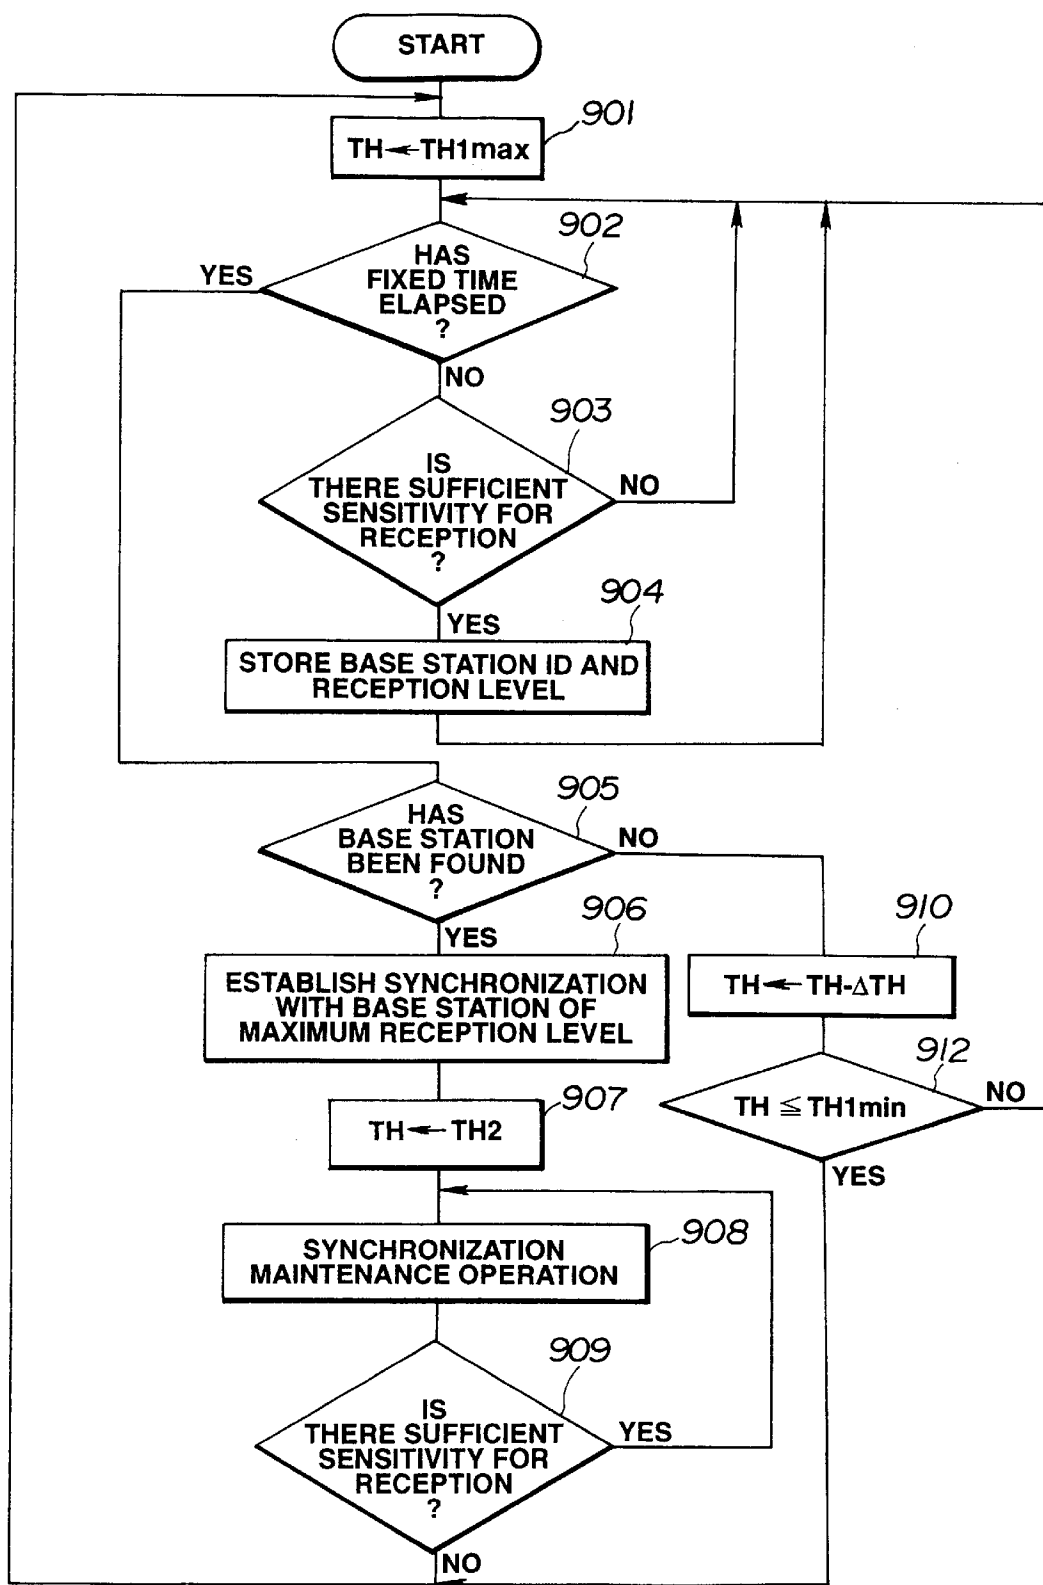 START
901
TH←TH1max
902
HAS
FIXED TIME
ELAPSED
?
YES
NO
903
IS
THERE SUFFICIENT
SENSITIVITY FOR
RECEPTION
?
NO
YES
904
STORE BASE STATION ID AND
RECEPTION LEVEL
905
HAS
BASE STATION
BEEN FOUND
?
NO
YES
906
ESTABLISH SYNCHRONIZATION
WITH BASE STATION OF
MAXIMUM RECEPTION LEVEL
910
TH←TH-ΔTH
912
TH ≦ TH1min
NO
YES
907
TH←TH2
908
SYNCHRONIZATION
MAINTENANCE OPERATION
909
IS
THERE SUFFICIENT
SENSITIVITY FOR
RECEPTION
?
YES
NO